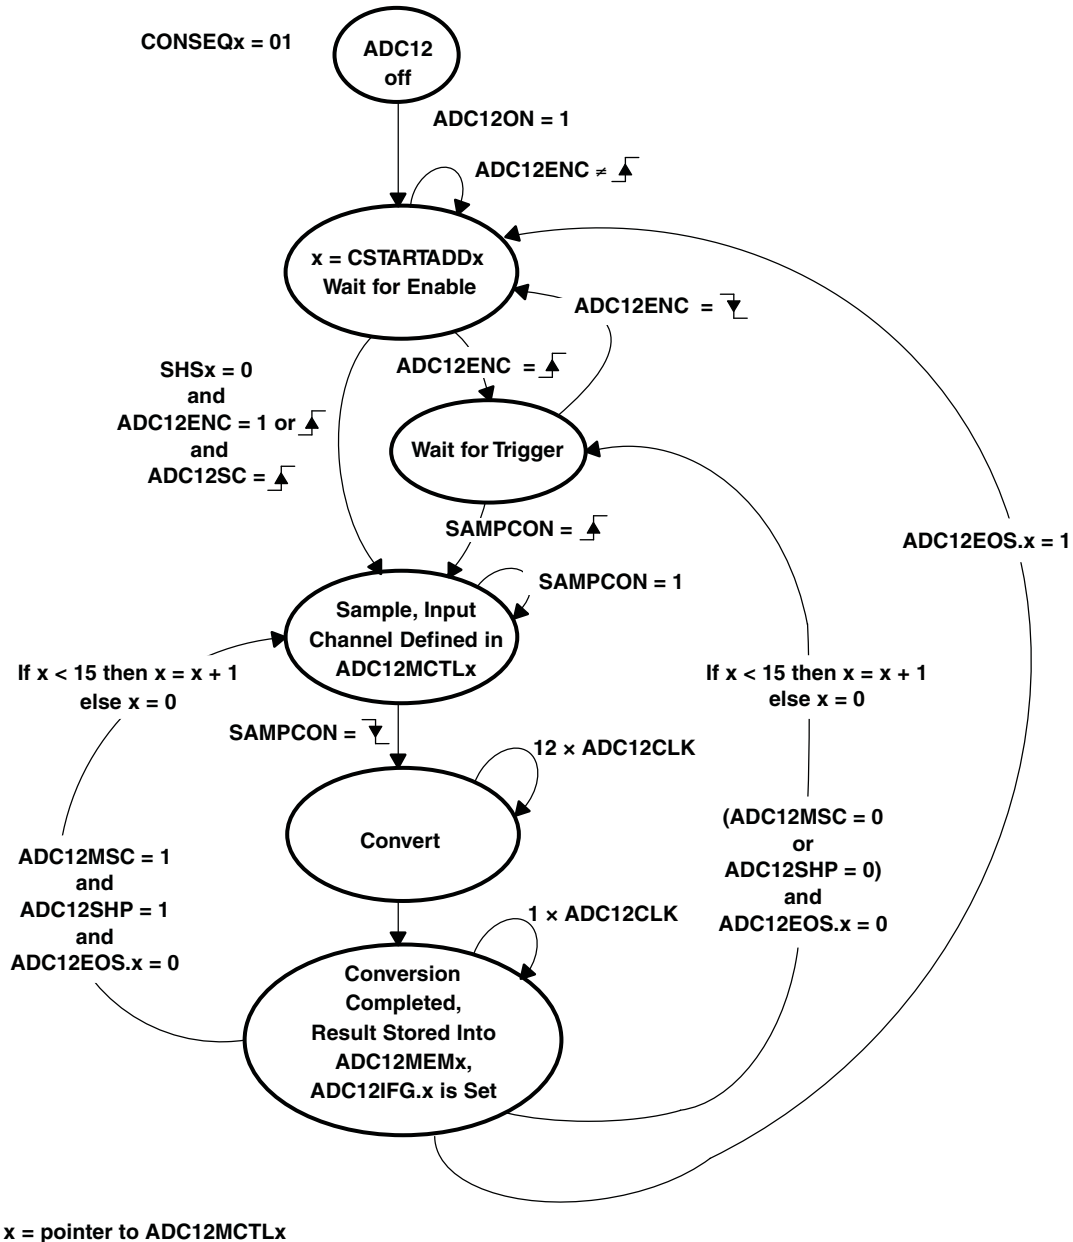 CONSEQx = 01
ADC12
off
ADC12ON = 1
ADC12ENC ≠
x = CSTARTADDx
Wait for Enable
ADC12ENC =
SHSx = 0
and
ADC12ENC = 1 or
and
ADC12SC =
ADC12ENC =
Wait for Trigger
SAMPCON =
ADC12EOS.x = 1
SAMPCON = 1
Sample, Input
Channel Defined in
ADC12MCTLx
If x < 15 then x = x + 1
else x = 0
If x < 15 then x = x + 1
else x = 0
SAMPCON =
12 × ADC12CLK
Convert
(ADC12MSC = 0
or
ADC12SHP = 0)
and
ADC12EOS.x = 0
ADC12MSC = 1
and
ADC12SHP = 1
and
ADC12EOS.x = 0
1 × ADC12CLK
Conversion
Completed,
Result Stored Into
ADC12MEMx,
ADC12IFG.x is Set
x = pointer to ADC12MCTLx